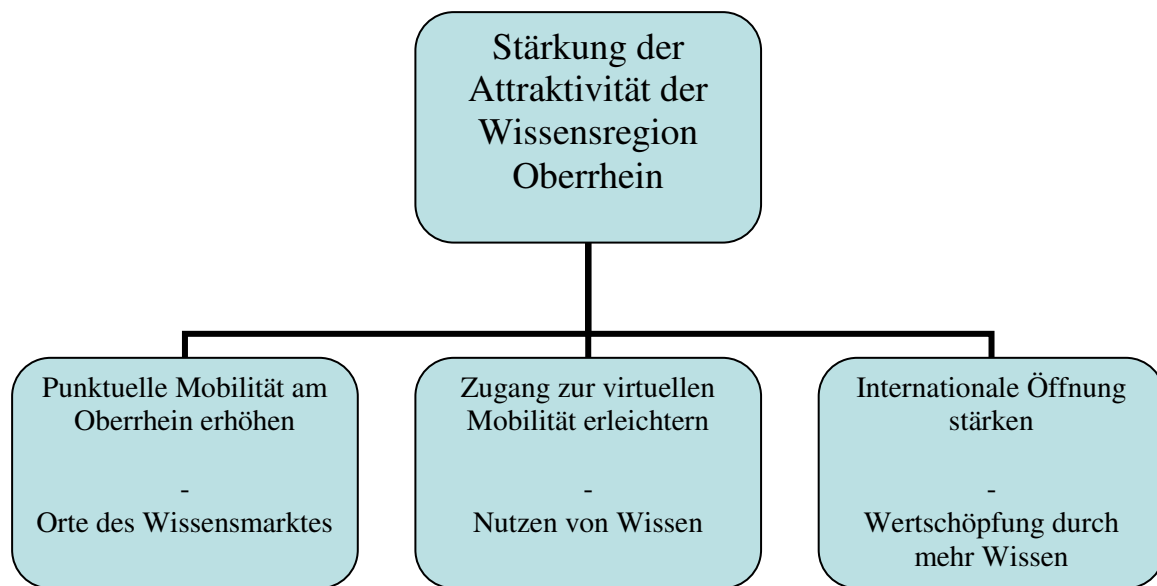 Stärkung der
Attraktivität der
Wissensregion
Oberrhein
Punktuelle Mobilität am
Oberrhein erhöhen
-
Orte des Wissensmarktes
Zugang zur virtuellen
Mobilität erleichtern
-
Nutzen von Wissen
Internationale Öffnung
stärken
-
Wertschöpfung durch
mehr Wissen